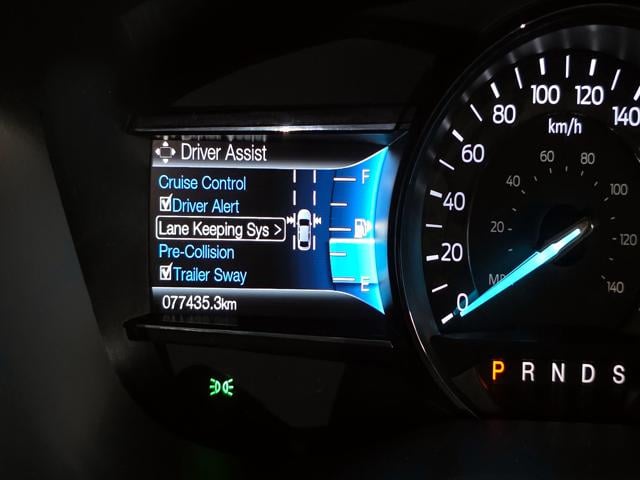 Driver Assist
Cruise Control
Driver Alert
Lane Keeping Sys >
Pre-Collision
Trailer Sway
077435.3km
F
E
0
20
40
60
80
100
120
140
km/h
20
40
60
80
100
120
140
P R N D S